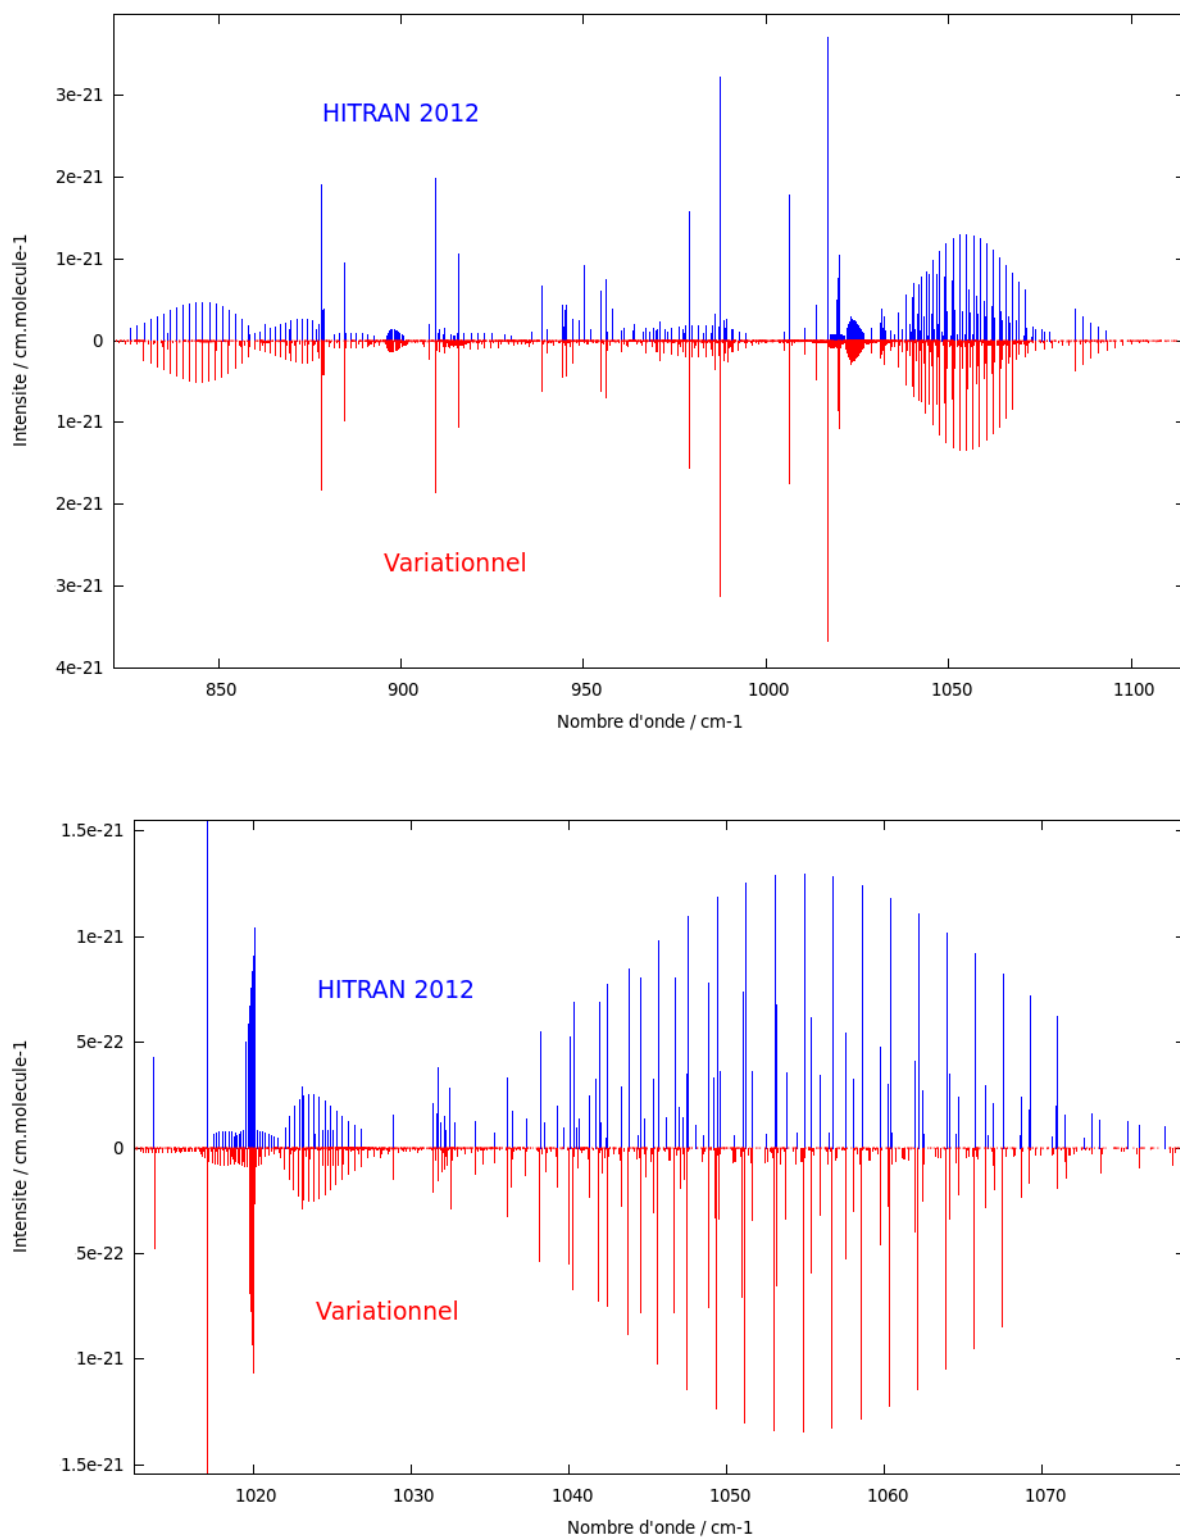 3e-21
HITRAN 2012
2e-21
1e-21
0
1e-21
2e-21
Variationnel
3e-21
4e-21
Intensite / cm.molecule-1
850 900 950 1000 1050 1100
Nombre d'onde / cm-1
1.5e-21
1e-21
HITRAN 2012
5e-22
0
5e-22
Variationnel
1e-21
1.5e-21
Intensite / cm.molecule-1
1020 1030 1040 1050 1060 1070
Nombre d'onde / cm-1